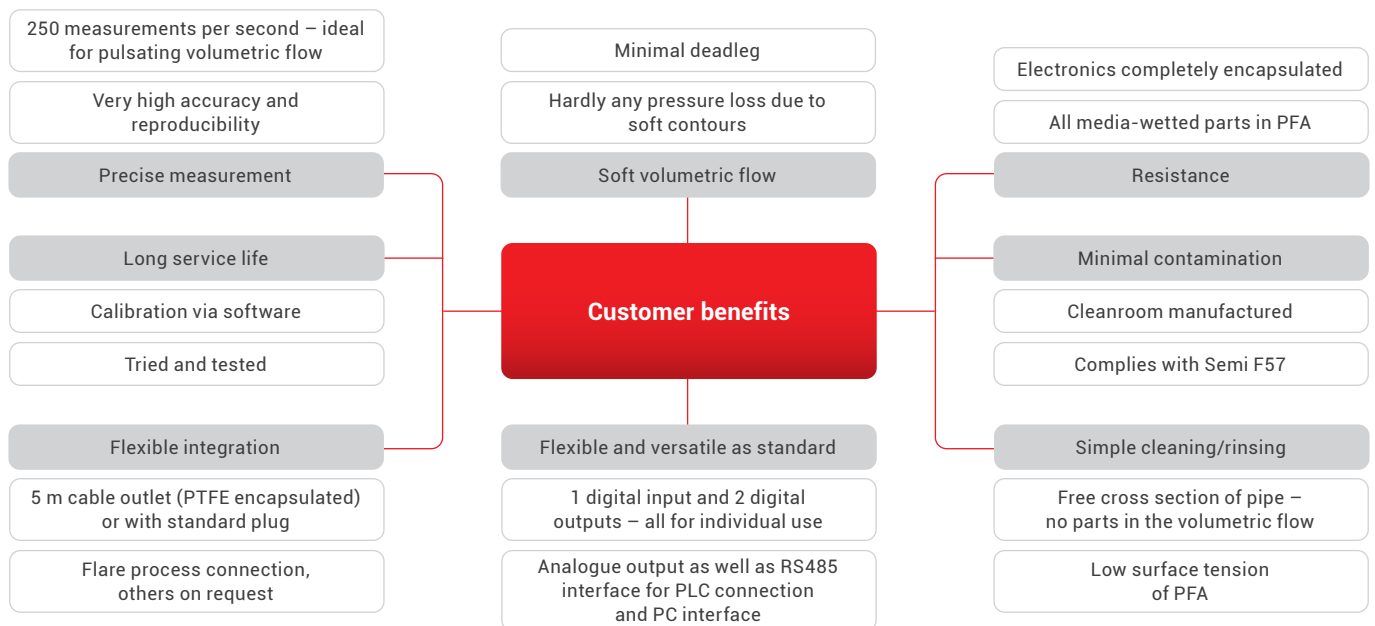 250 measurements per second – ideal
for pulsating volumetric flow
Very high accuracy and
reproducibility
Precise measurement
Long service life
Calibration via software
Tried and tested
Flexible integration
5 m cable outlet (PTFE encapsulated)
or with standard plug
Flare process connection,
others on request
Minimal deadleg
Hardly any pressure loss due to
soft contours
Soft volumetric flow
Customer benefits
Flexible and versatile as standard
1 digital input and 2 digital
outputs – all for individual use
Analogue output as well as RS485
interface for PLC connection
and PC interface
Electronics completely encapsulated
All media-wetted parts in PFA
Resistance
Minimal contamination
Cleanroom manufactured
Complies with Semi F57
Simple cleaning/rinsing
Free cross section of pipe –
no parts in the volumetric flow
Low surface tension
of PFA